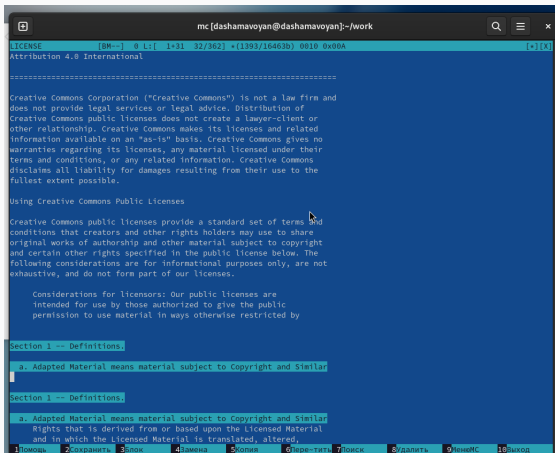 mc [dashamavoyan@dashamavoyan]:~/work
LICENSE [BM--] 0 L:[ 1+31 32/362] *(1393/16463b) 0010 0x00A [*][X]
Attribution 4.0 International
=======================================================================
Creative Commons Corporation ("Creative Commons") is not a law firm and
does not provide legal services or legal advice. Distribution of
Creative Commons public licenses does not create a lawyer-client or
other relationship. Creative Commons makes its licenses and related
information available on an "as-is" basis. Creative Commons gives no
warranties regarding its licenses, any material licensed under their
terms and conditions, or any related information. Creative Commons
disclaims all liability for damages resulting from their use to the
fullest extent possible.
Using Creative Commons Public Licenses
Creative Commons public licenses provide a standard set of terms and
conditions that creators and other rights holders may use to share
original works of authorship and other material subject to copyright
and certain other rights specified in the public license below. The
following considerations are for informational purposes only, are not
exhaustive, and do not form part of our licenses.
Considerations for licensors: Our public licenses are
intended for use by those authorized to give the public
permission to use material in ways otherwise restricted by
Section 1 -- Definitions.
a. Adapted Material means material subject to Copyright and Similar
Section 1 -- Definitions.
a. Adapted Material means material subject to Copyright and Similar
Rights that is derived from or based upon the Licensed Material
and in which the Licensed Material is translated, altered,
1Помощь 2Сохранить 3Блок 4Замена 5Копия 6Пере~тить 7Поиск 8Удалить 9МенюMC 10Выход